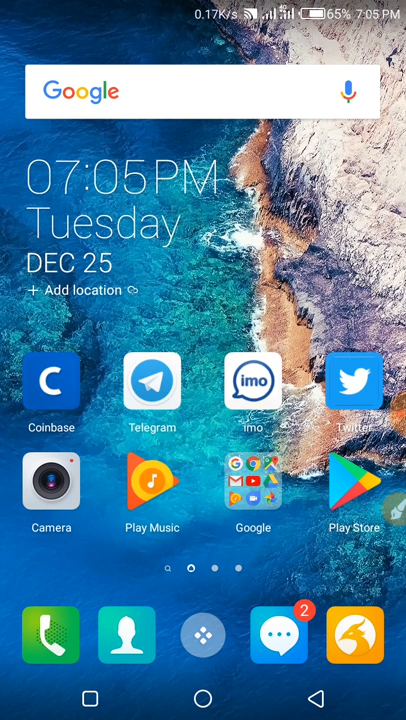 0.17K/s 4G 65% 7:05 PM
Google
07:05PM
Tuesday
DEC 25
+ Add location
Coinbase
Telegram
imo
imo
Twitter
Camera
Play Music
Google
Play Store
2